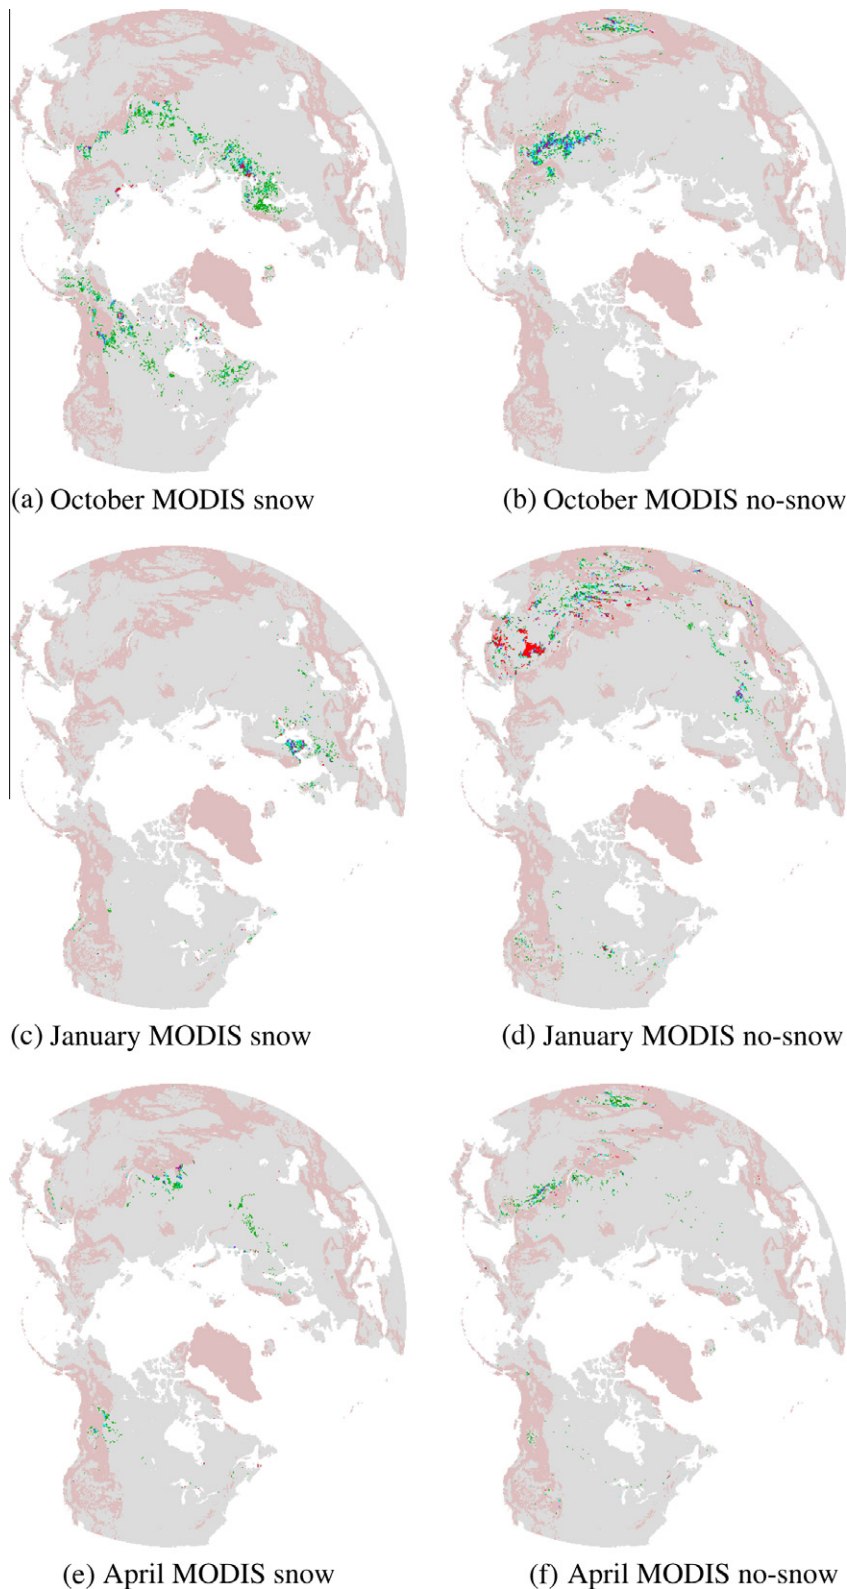 (a) October MODIS snow
(b) October MODIS no-snow
(c) January MODIS snow
(d) January MODIS no-snow
(e) April MODIS snow
(f) April MODIS no-snow